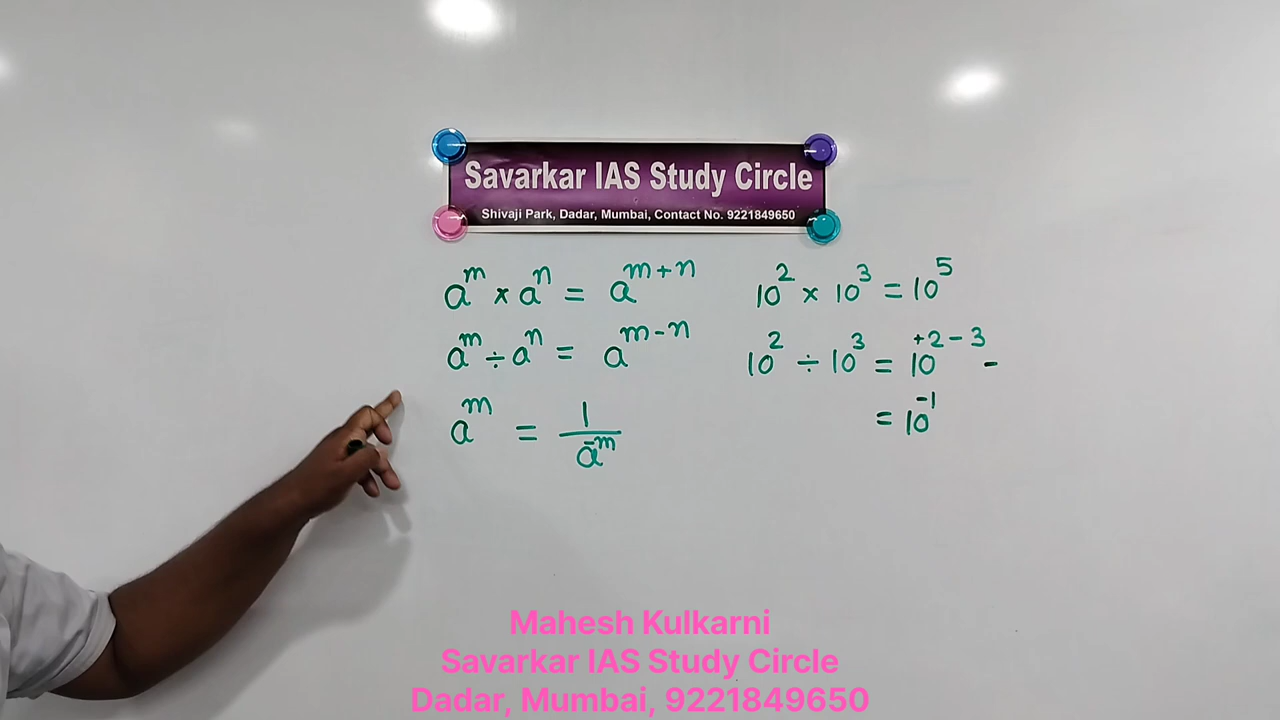 Savarkar IAS Study Circle
Shivaji Park, Dadar, Mumbai, Contact No. 9221849650
a^m × a^n = a^{m+n}    10^2 × 10^3 = 10^5
a^m ÷ a^n = a^{m-n}    10^2 ÷ 10^3 = 10^{+2-3} -
a^m = 1/a^{-m}    = 10^{-1}
Mahesh Kulkarni
Savarkar IAS Study Circle
Dadar, Mumbai, 9221849650